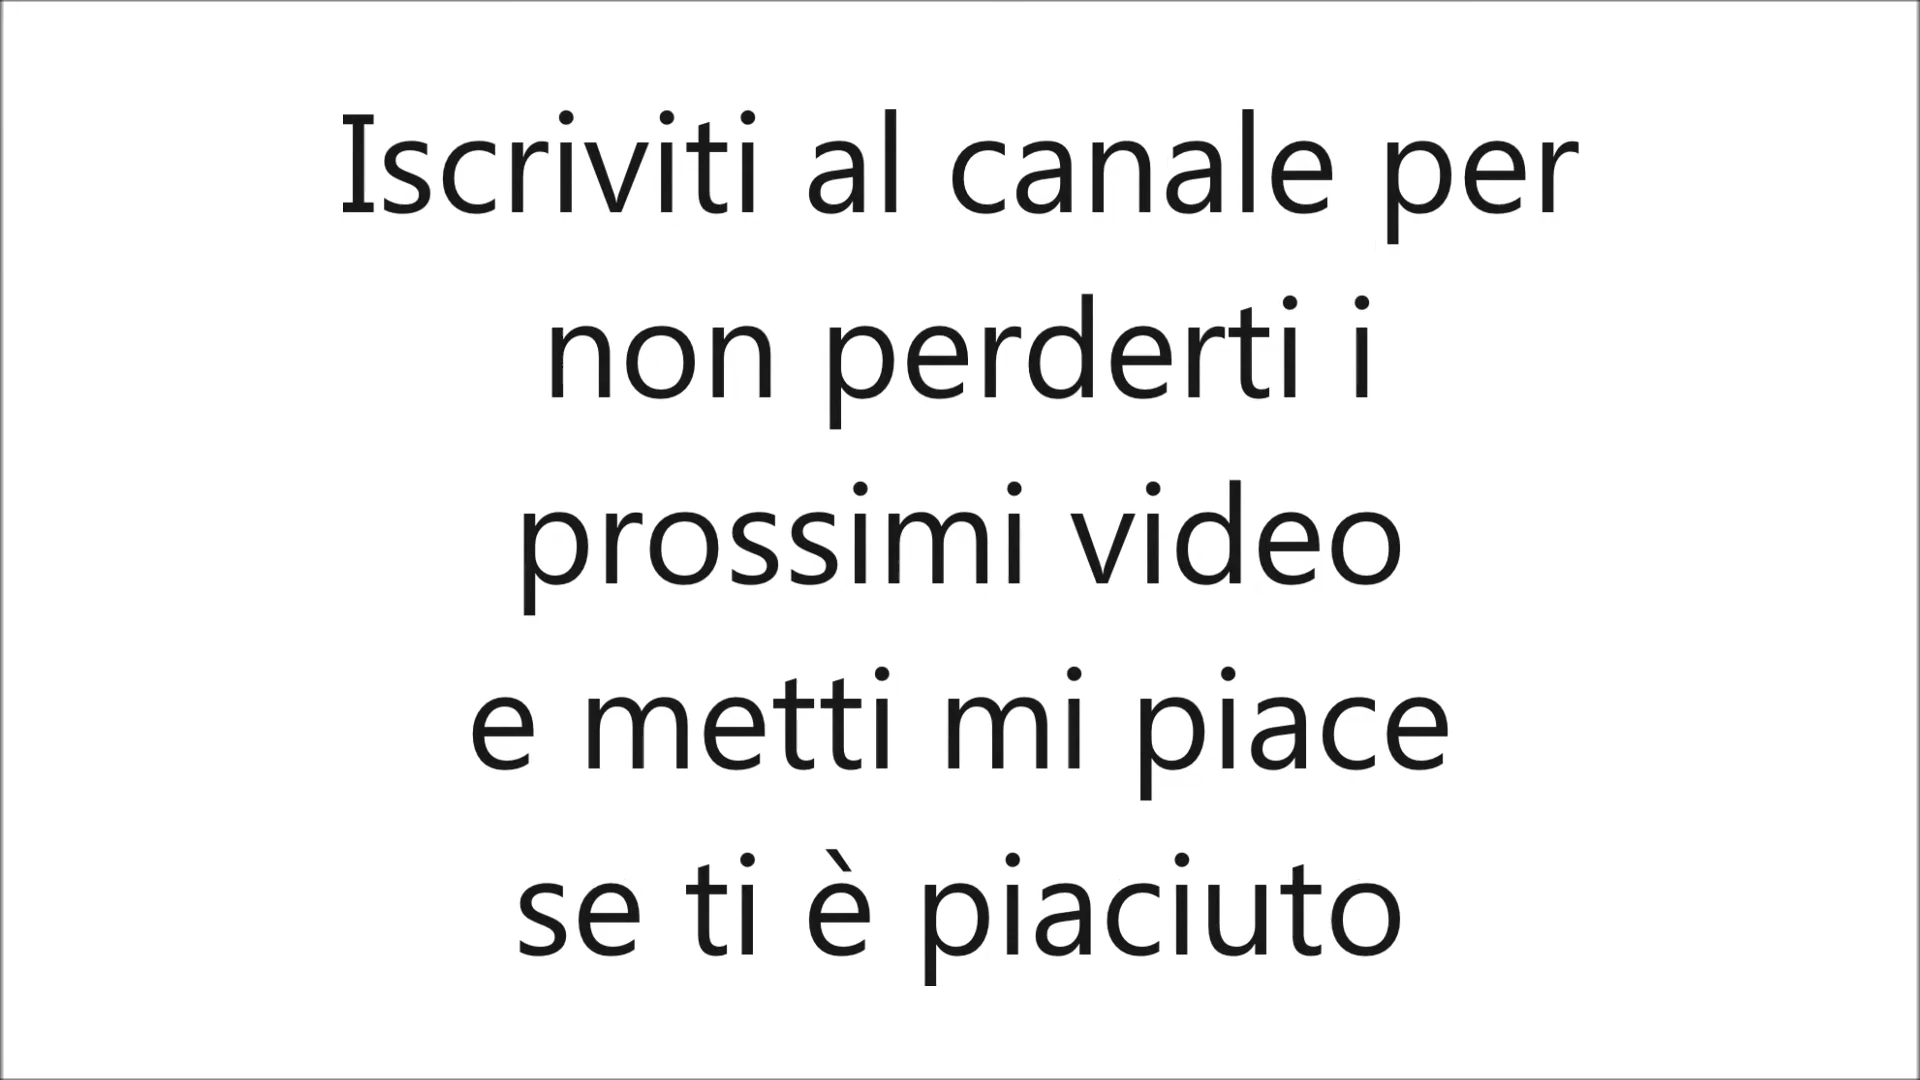 Iscriviti al canale per
non perderti i
prossimi video
e metti mi piace
se ti è piaciuto